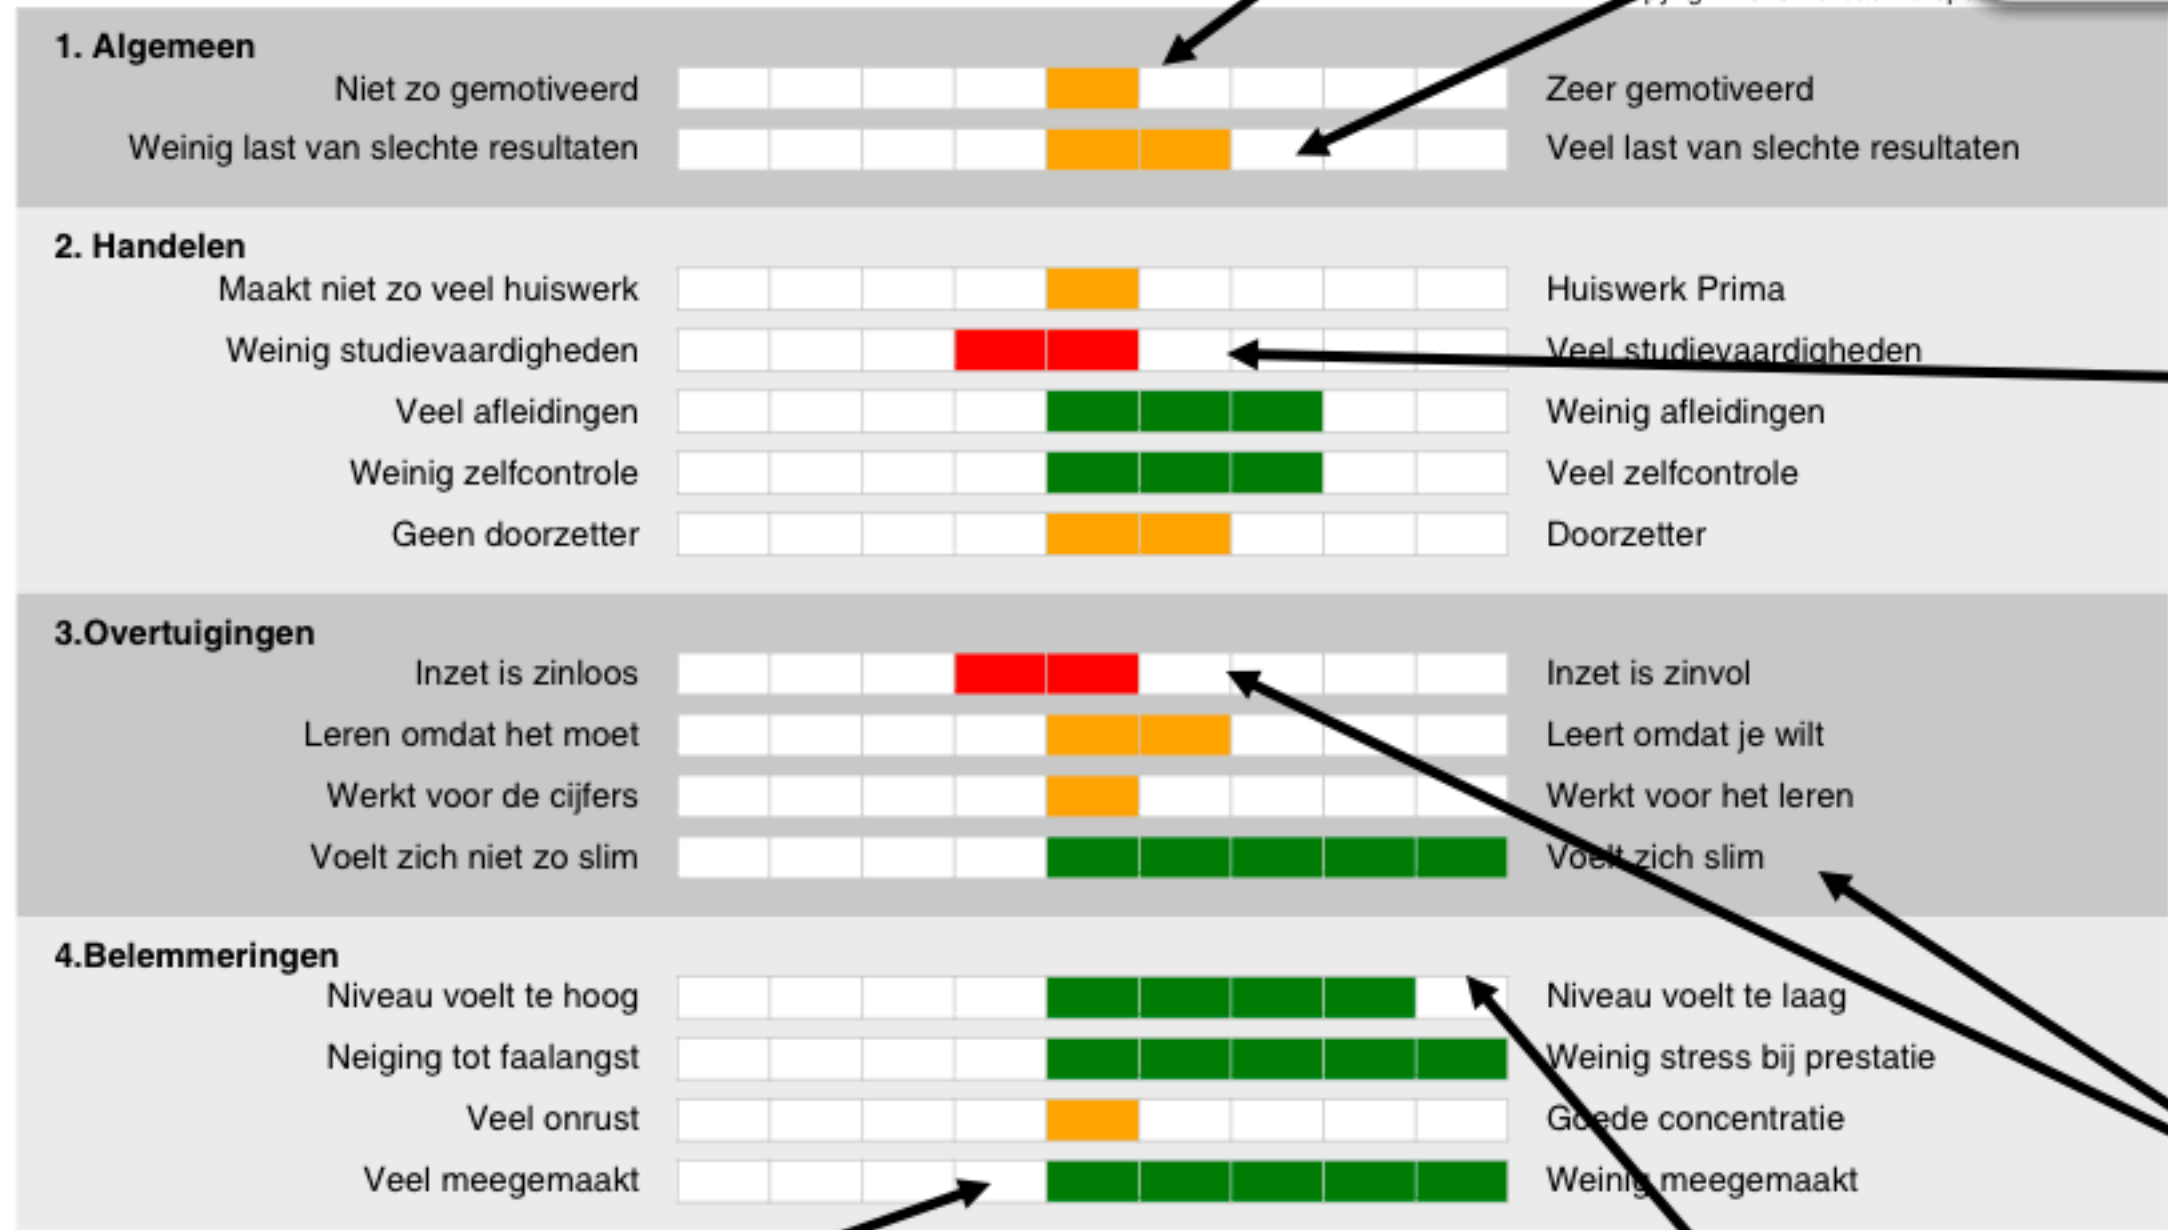 1. Algemeen
Niet zo gemotiveerd Zeer gemotiveerd
Weinig last van slechte resultaten Veel last van slechte resultaten
2. Handelen
Maakt niet zo veel huiswerk Huiswerk Prima
Weinig studievaardigheden Veel studievaardigheden
Veel afleidingen Weinig afleidingen
Weinig zelfcontrole Veel zelfcontrole
Geen doorzetter Doorzetter
3.Overtuigingen
Inzet is zinloos Inzet is zinvol
Leren omdat het moet Leert omdat je wilt
Werkt voor de cijfers Werkt voor het leren
Voelt zich niet zo slim Voelt zich slim
4.Belemmeringen
Niveau voelt te hoog Niveau voelt te laag
Neiging tot faalangst Weinig stress bij prestatie
Veel onrust Goede concentratie
Veel meegemaakt Weinig meegemaakt